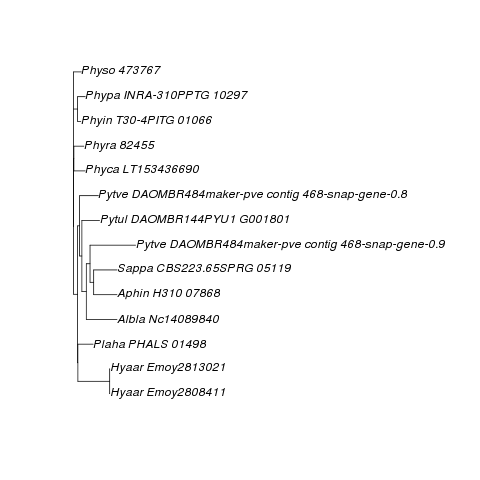 Physo 473767
Phypa INRA-310PPTG 10297
Phyin T30-4PITG 01066
Phyra 82455
Phyca LT153436690
Pytve DAOMBR484maker-pve contig 468-snap-gene-0.8
Pytul DAOMBR144PYU1 G001801
Pytve DAOMBR484maker-pve contig 468-snap-gene-0.9
Sappa CBS223.65SPRG 05119
Aphin H310 07868
Albla Nc14089840
Plaha PHALS 01498
Hyaar Emoy2813021
Hyaar Emoy2808411